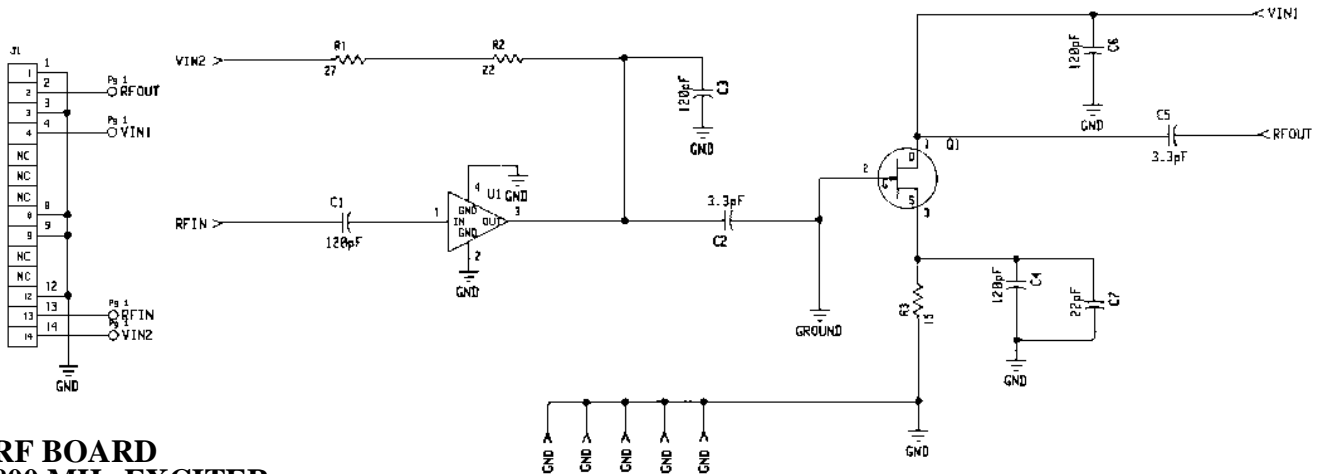 VIN1
J1
R1
R2
C6
120pF
VIN2
27
22
1
1
Pg 1
2
2
RFOUT
120pF
C3
3
3
Pg 1
4
4
VIN1
GND
GND
C5
1
Q1
RFOUT
3.3pF
D
NC
NC
NC
4
U1
GND
2
G
C1
3.3pF
S
8
8
RFIN
1
GND
IN
OUT
GND
3
3
9
9
120pF
C2
2
NC
NC
GND
120pF
C4
22pF
C7
12
12
Pg 1
13
13
RFIN
R3
15
Pg 1
14
14
VIN2
GROUND
GND
GND
GND
GND
GND
GND
GND
GND
RF BOARD